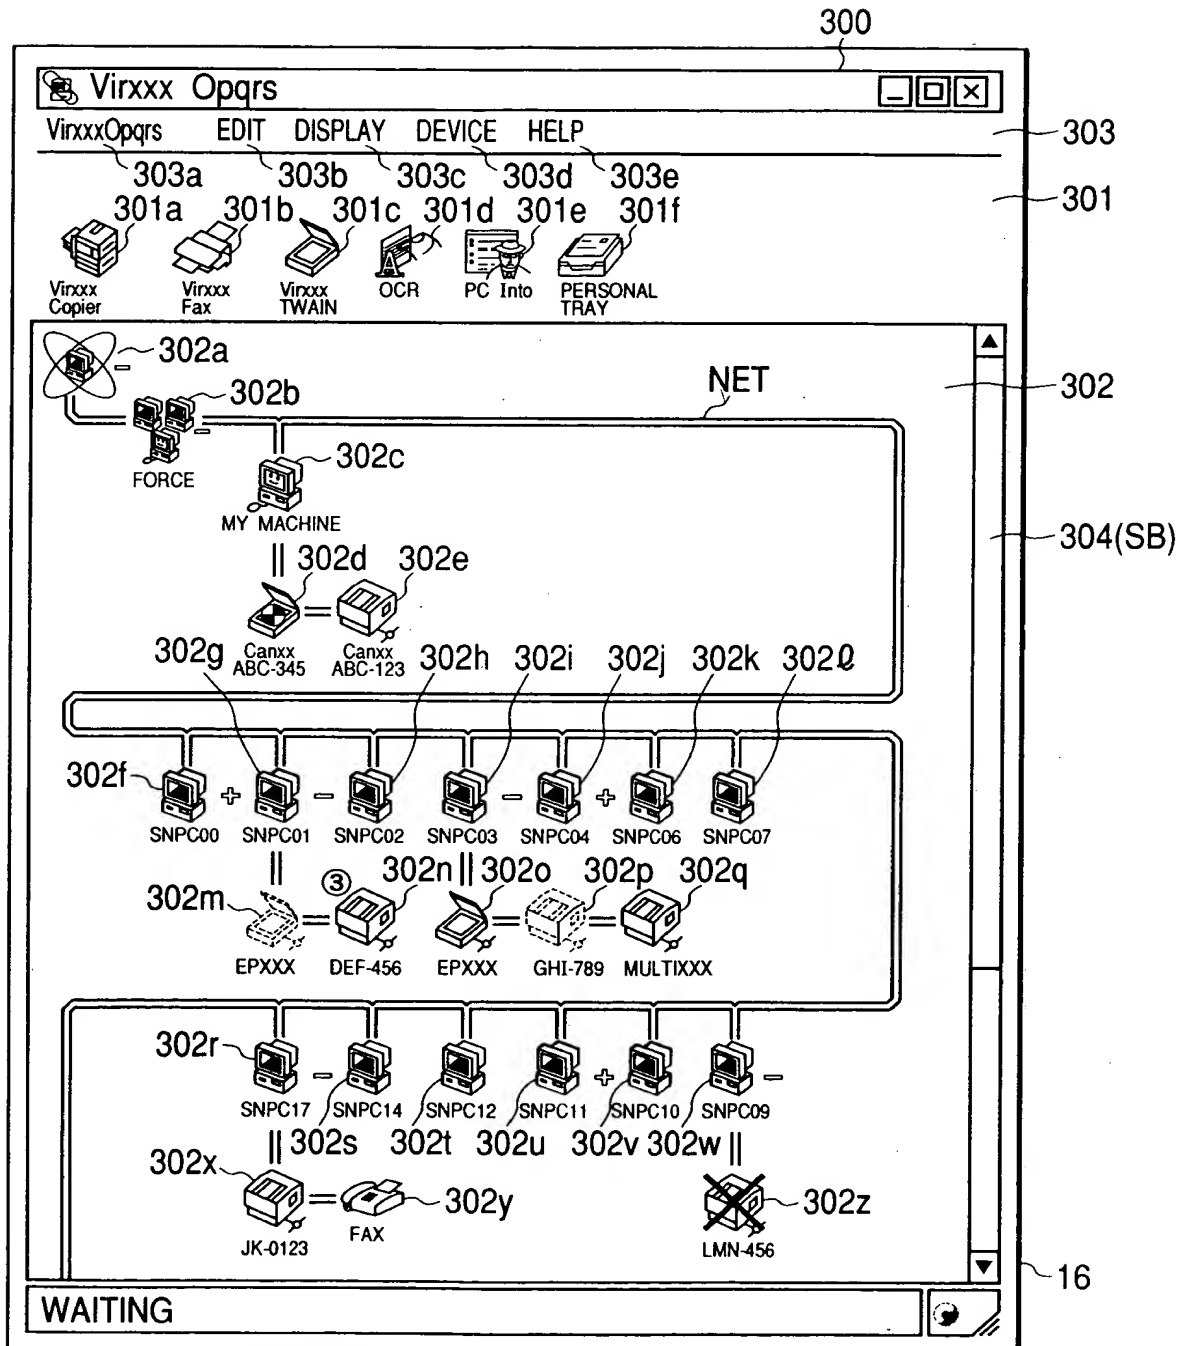 300
Virxxx Opqrs
VirxxxOpqrs EDIT DISPLAY DEVICE HELP
303
303a 303b 303c 303d 303e
301
301a 301b 301c 301d 301e 301f
Virxxx Copier
Virxxx Fax
Virxxx TWAIN
OCR
PC Into
PERSONAL TRAY
302a
302b
NET
302
FORCE
302c
MY MACHINE
304(SB)
302d 302e
Canxx ABC-345
Canxx ABC-123
302g 302h 302i 302j 302k 302ℓ
302f
+ − − + 
SNPC00 SNPC01 SNPC02 SNPC03 SNPC04 SNPC06 SNPC07
302m ③ 302n 302o 302p 302q
EPXXX DEF-456 EPXXX GHI-789 MULTIXXX
302r
− + −
SNPC17 SNPC14 SNPC12 SNPC11 SNPC10 SNPC09
302s 302t 302u 302v 302w
302x 302y 302z
JK-0123 FAX LMN-456
16
WAITING